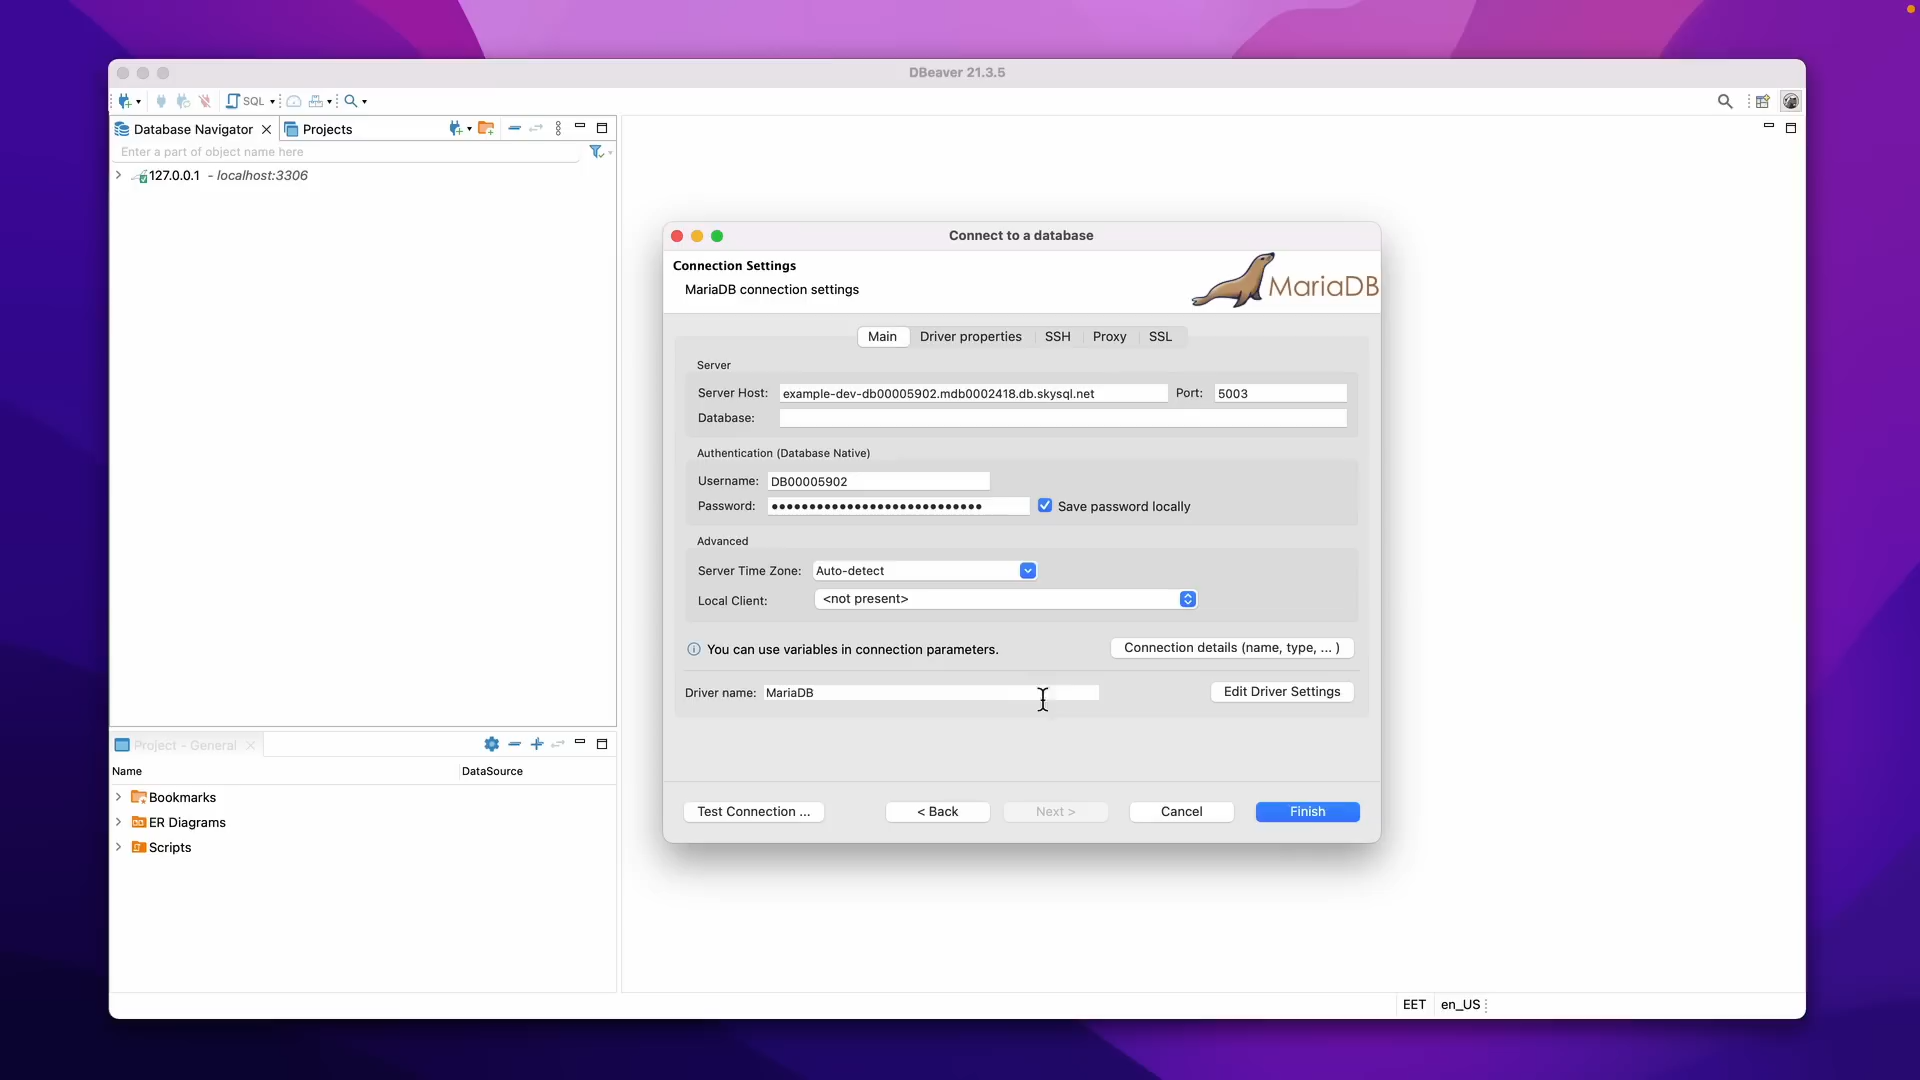 DBeaver 21.3.5
SQL
Database Navigator Projects
Enter a part of object name here
127.0.0.1 - localhost:3306
Connect to a database
Connection Settings
MariaDB connection settings
MariaDB
Main Driver properties SSH Proxy SSL
Server
Server Host: example-dev-db00005902.mdb0002418.db.skysql.net Port: 5003
Database:
Authentication (Database Native)
Username: DB00005902
Password: ●●●●●●●●●●●●●●●●●●●●●●●●●●●● Save password locally
Advanced
Server Time Zone: Auto-detect
Local Client: <not present>
You can use variables in connection parameters. Connection details (name, type, ... )
Driver name: MariaDB Edit Driver Settings
Test Connection ... < Back Next > Cancel Finish
Project - General
Name DataSource
Bookmarks
ER Diagrams
Scripts
EET en_US